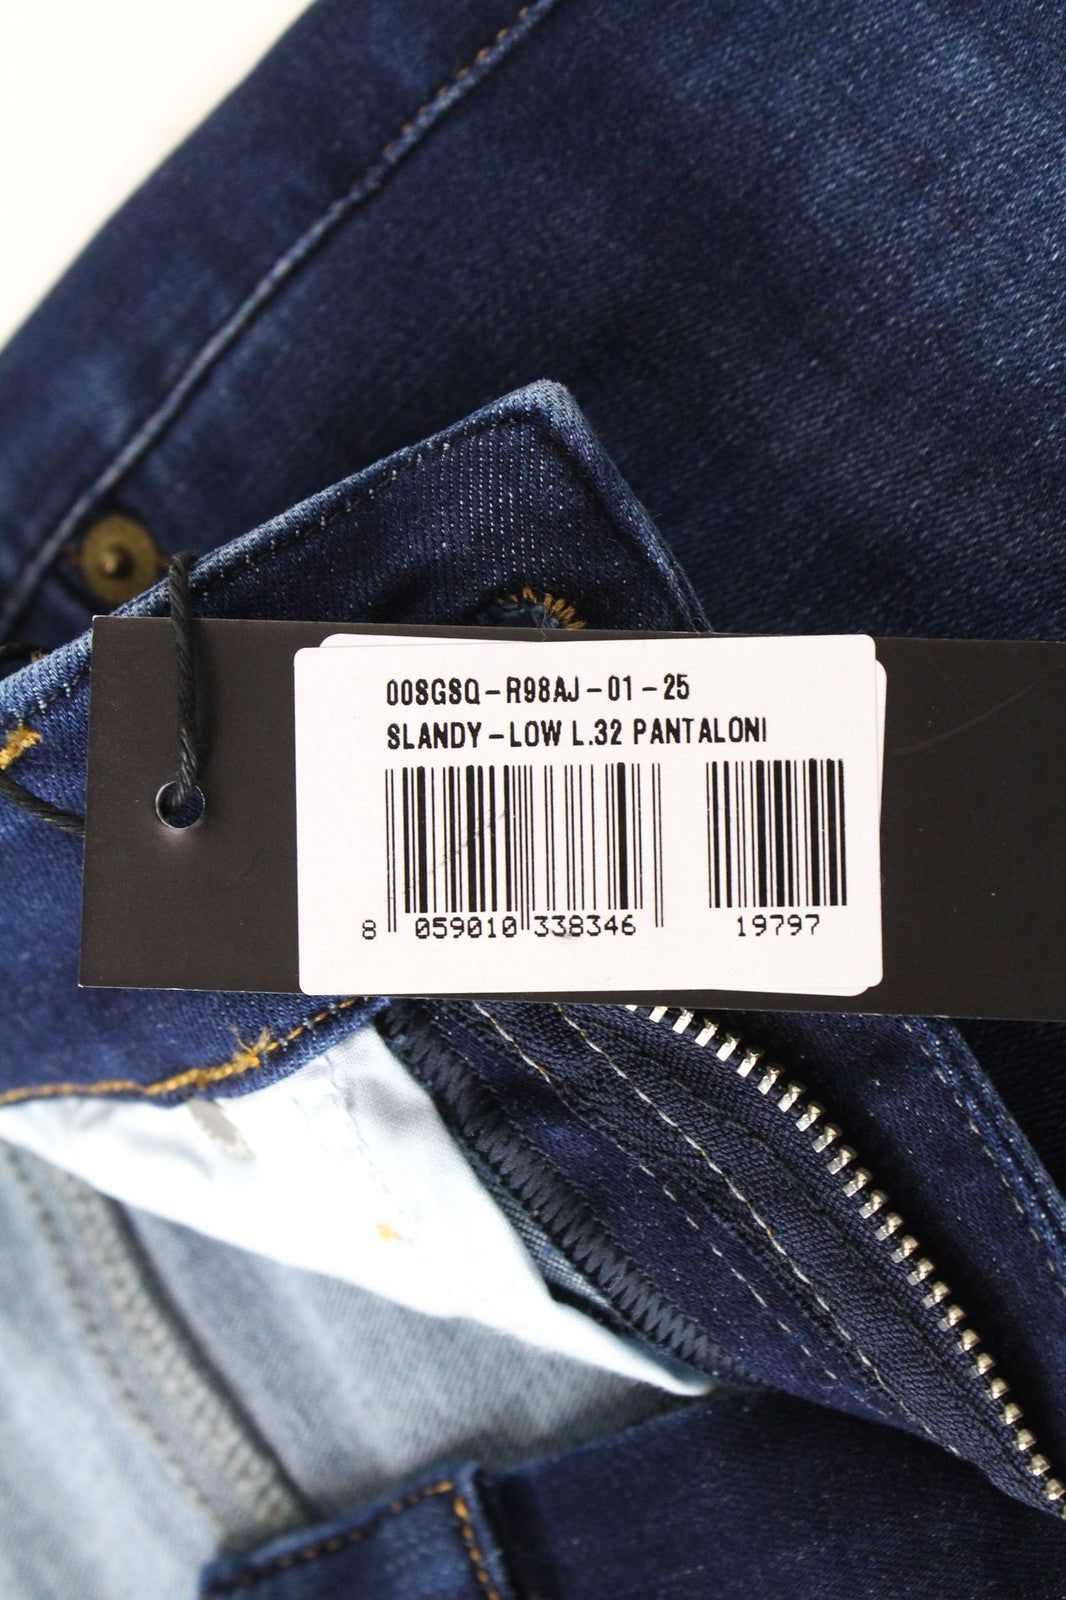 00SGSQ-R98AJ-01-25
SLANDY-LOW L.32 PANTALONI
8 059010 338346 19797